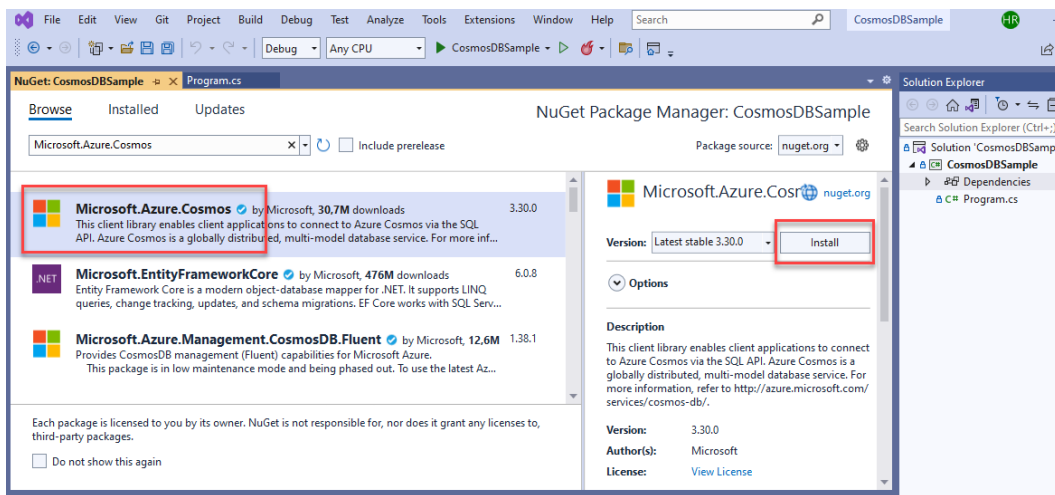 File Edit View Git Project Build Debug Test Analyze Tools Extensions Window Help Search CosmosDBSample HR
Debug Any CPU CosmosDBSample
NuGet: CosmosDBSample Program.cs
Browse Installed Updates
NuGet Package Manager: CosmosDBSample
Microsoft.Azure.Cosmos
Include prerelease
Package source: nuget.org
Microsoft.Azure.Cosmos by Microsoft, 30,7M downloads 3.30.0
This client library enables client applications to connect to Azure Cosmos via the SQL
API. Azure Cosmos is a globally distributed, multi-model database service. For more inf...
.NET
Microsoft.EntityFrameworkCore by Microsoft, 476M downloads 6.0.8
Entity Framework Core is a modern object-database mapper for .NET. It supports LINQ
queries, change tracking, updates, and schema migrations. EF Core works with SQL Serv...
Microsoft.Azure.Management.CosmosDB.Fluent by Microsoft, 12,6M 1.38.1
Provides CosmosDB management (Fluent) capabilities for Microsoft Azure.
This package is in low maintenance mode and being phased out. To use the latest Az...
Each package is licensed to you by its owner. NuGet is not responsible for, nor does it grant any licenses to,
third-party packages.
Do not show this again
Microsoft.Azure.Cosr nuget.org
Version: Latest stable 3.30.0 Install
Options
Description
This client library enables client applications to connect
to Azure Cosmos via the SQL API. Azure Cosmos is a
globally distributed, multi-model database service. For
more information, refer to http://azure.microsoft.com/
services/cosmos-db/.
Version: 3.30.0
Author(s): Microsoft
License: View License
Solution Explorer
Search Solution Explorer (Ctrl+;)
Solution 'CosmosDBSamp
C# CosmosDBSample
Dependencies
C# Program.cs